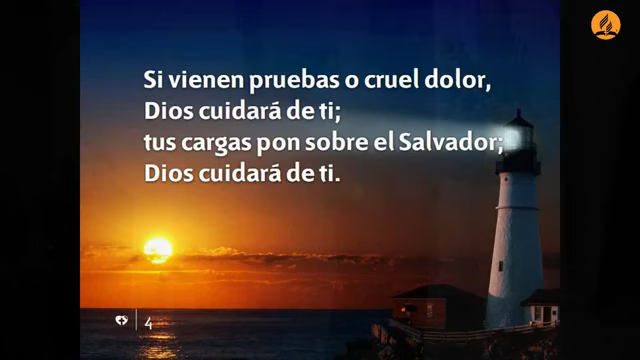 Si vienen pruebas o cruel dolor,
Dios cuidará de ti;
tus cargas pon sobre el Salvador;
Dios cuidará de ti.
4